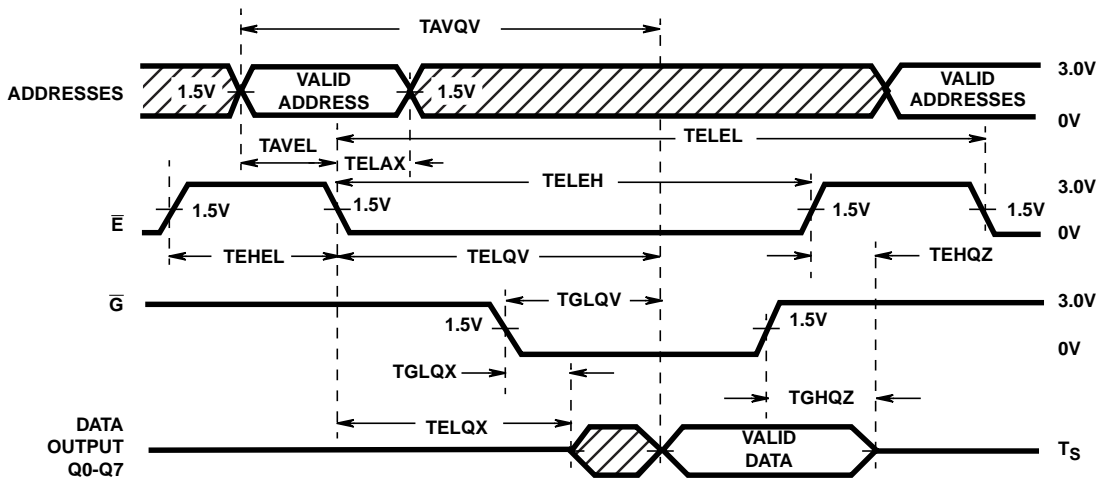 TAVQV
ADDRESSES
1.5V
VALID
ADDRESS
1.5V
VALID
ADDRESSES
3.0V
0V
TAVEL
TELAX
TELEL
TELEH
E
1.5V
1.5V
1.5V
1.5V
3.0V
0V
TEHEL
TELQV
TEHQZ
G
TGLQV
1.5V
1.5V
3.0V
0V
TGLQX
TGHQZ
TELQX
DATA
OUTPUT
Q0-Q7
VALID
DATA
TS